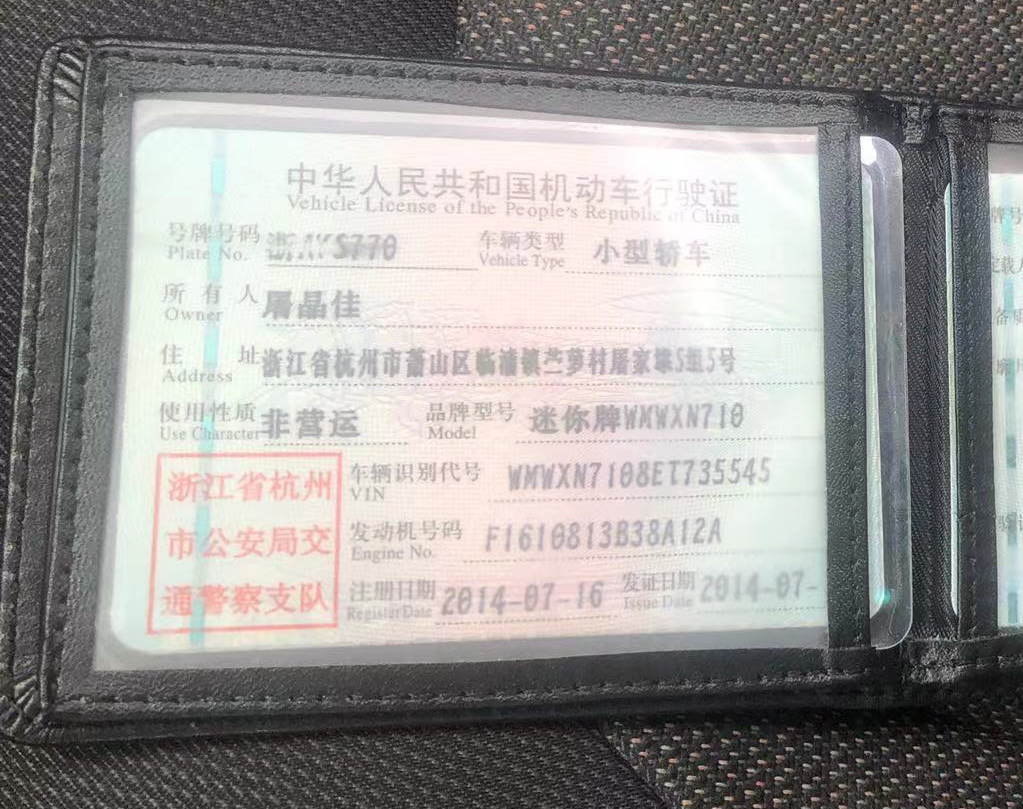 中华人民共和国机动车行驶证
Vehicle License of the People's Republic of China
号牌号码 S770 车辆类型 小型轿车
Plate No. Vehicle Type
所有人 屠晶佳
Owner
住址 浙江省杭州市萧山区临浦镇苎萝村屠家埭5组5号
Address
使用性质 非营运 品牌型号 迷你牌WMWXN710
Use Character Model
浙江省杭州
市公安局交
通警察支队
车辆识别代号 WMWXN7108ET735545
VIN
发动机号码 F1610813B38A12A
Engine No.
注册日期 2014-07-16 发证日期 2014-07-
Register Date Issue Date